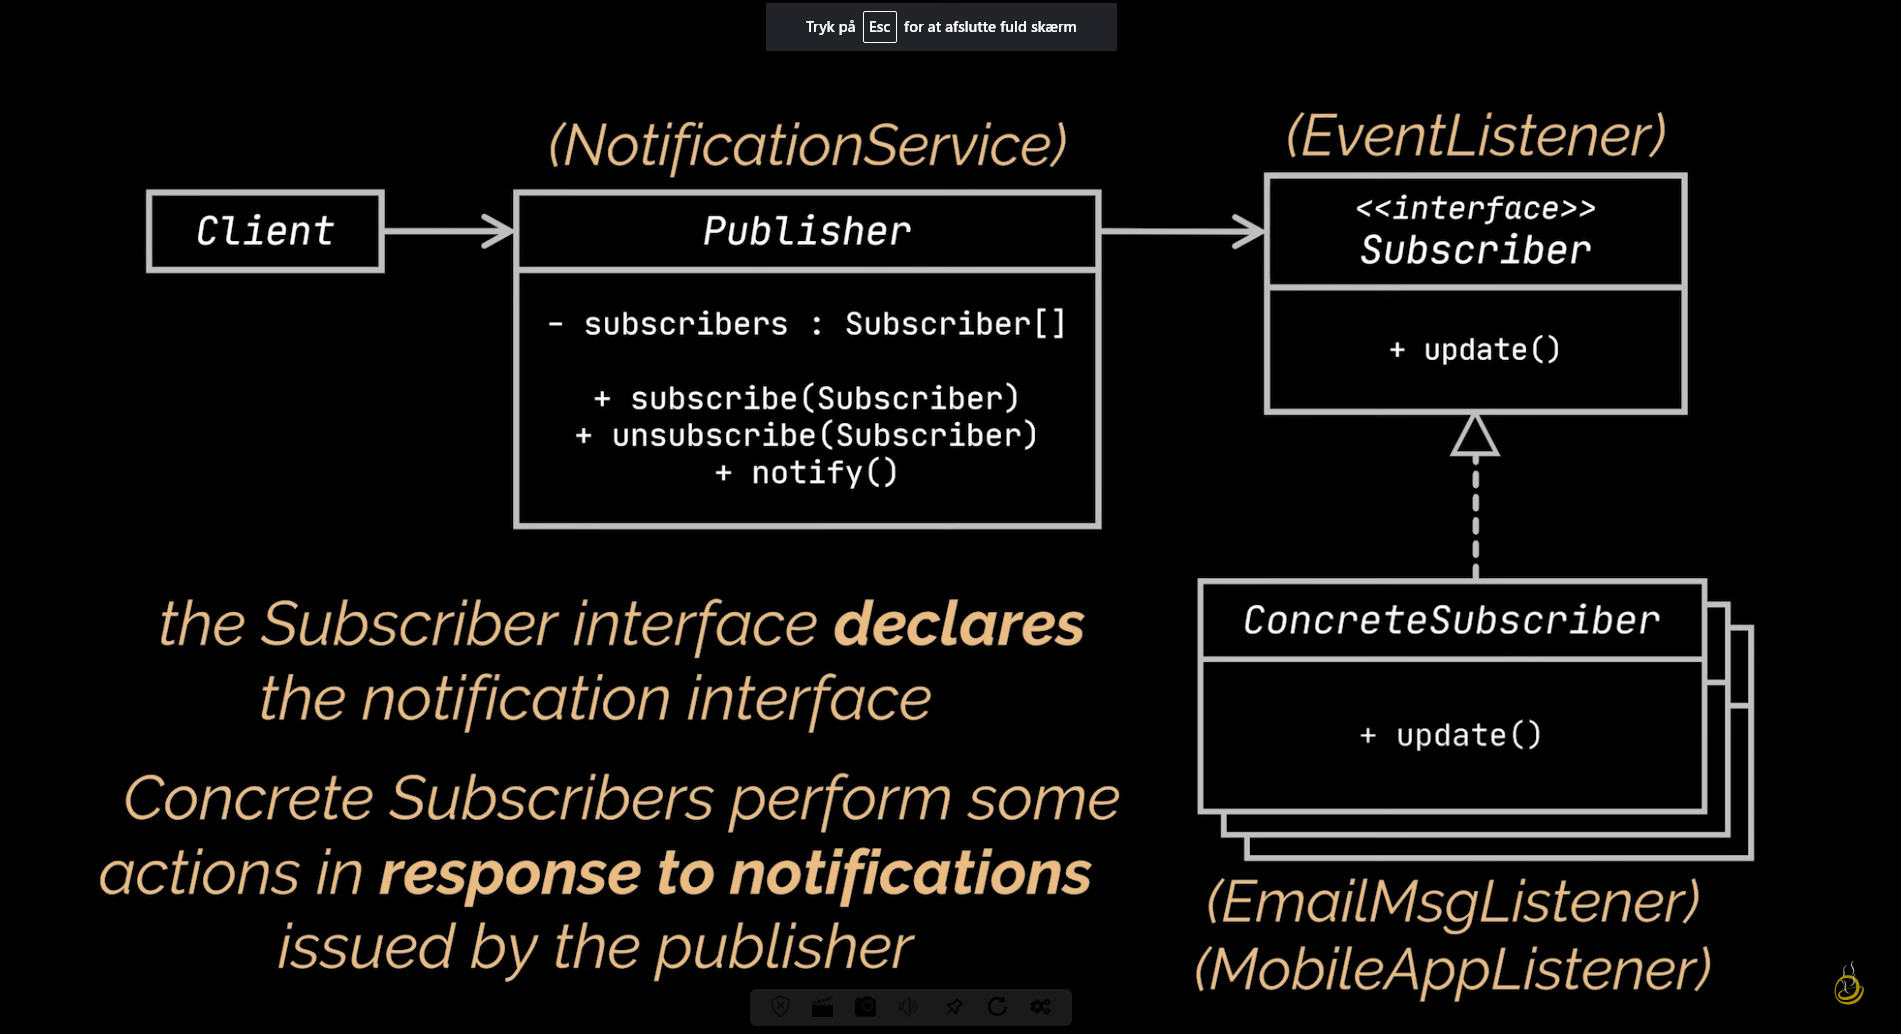 Tryk på Esc for at afslutte fuld skærm
(NotificationService)
(EventListener)
Client
Publisher
<<interface>>
Subscriber
- subscribers : Subscriber[]
+ subscribe(Subscriber)
+ unsubscribe(Subscriber)
+ notify()
+ update()
the Subscriber interface declares
the notification interface
ConcreteSubscriber
+ update()
Concrete Subscribers perform some
actions in response to notifications
issued by the publisher
(EmailMsgListener)
(MobileAppListener)